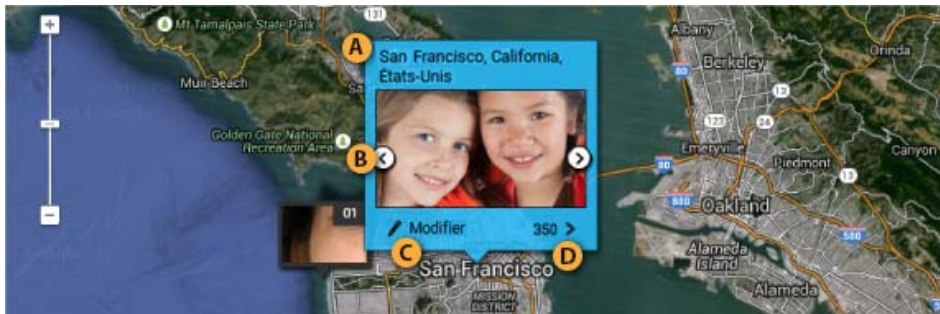 Mt Tamalpais State Park
131
A
San Francisco, California,
États-Unis
Albany
Orinda
Berkeley
80
Muir Beach
Sa
13
24
123
Golden Gate National
Recreation Area
B
Emeryville
Canyon
80
Piedmont
13
01
880
Oakland
580
Modifier
350
C
D
San Francisco
Alameda
Island
Alameda
MISSION
DISTRICT